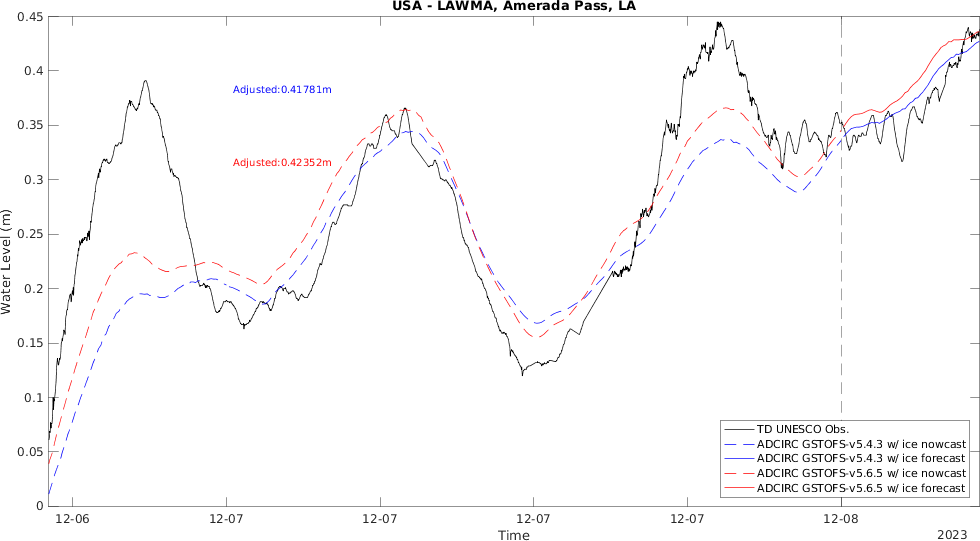 USA - LAWMA, Amerada Pass, LA
0.45
0.4
0.35
0.3
0.25
0.2
0.15
0.1
0.05
0
Water Level (m)
Adjusted:0.41781m
Adjusted:0.42352m
TD UNESCO Obs.
ADCIRC GSTOFS-v5.4.3 w/ ice nowcast
ADCIRC GSTOFS-v5.4.3 w/ ice forecast
ADCIRC GSTOFS-v5.6.5 w/ ice nowcast
ADCIRC GSTOFS-v5.6.5 w/ ice forecast
12-06 12-07 12-07 12-07 12-07 12-08
Time
2023